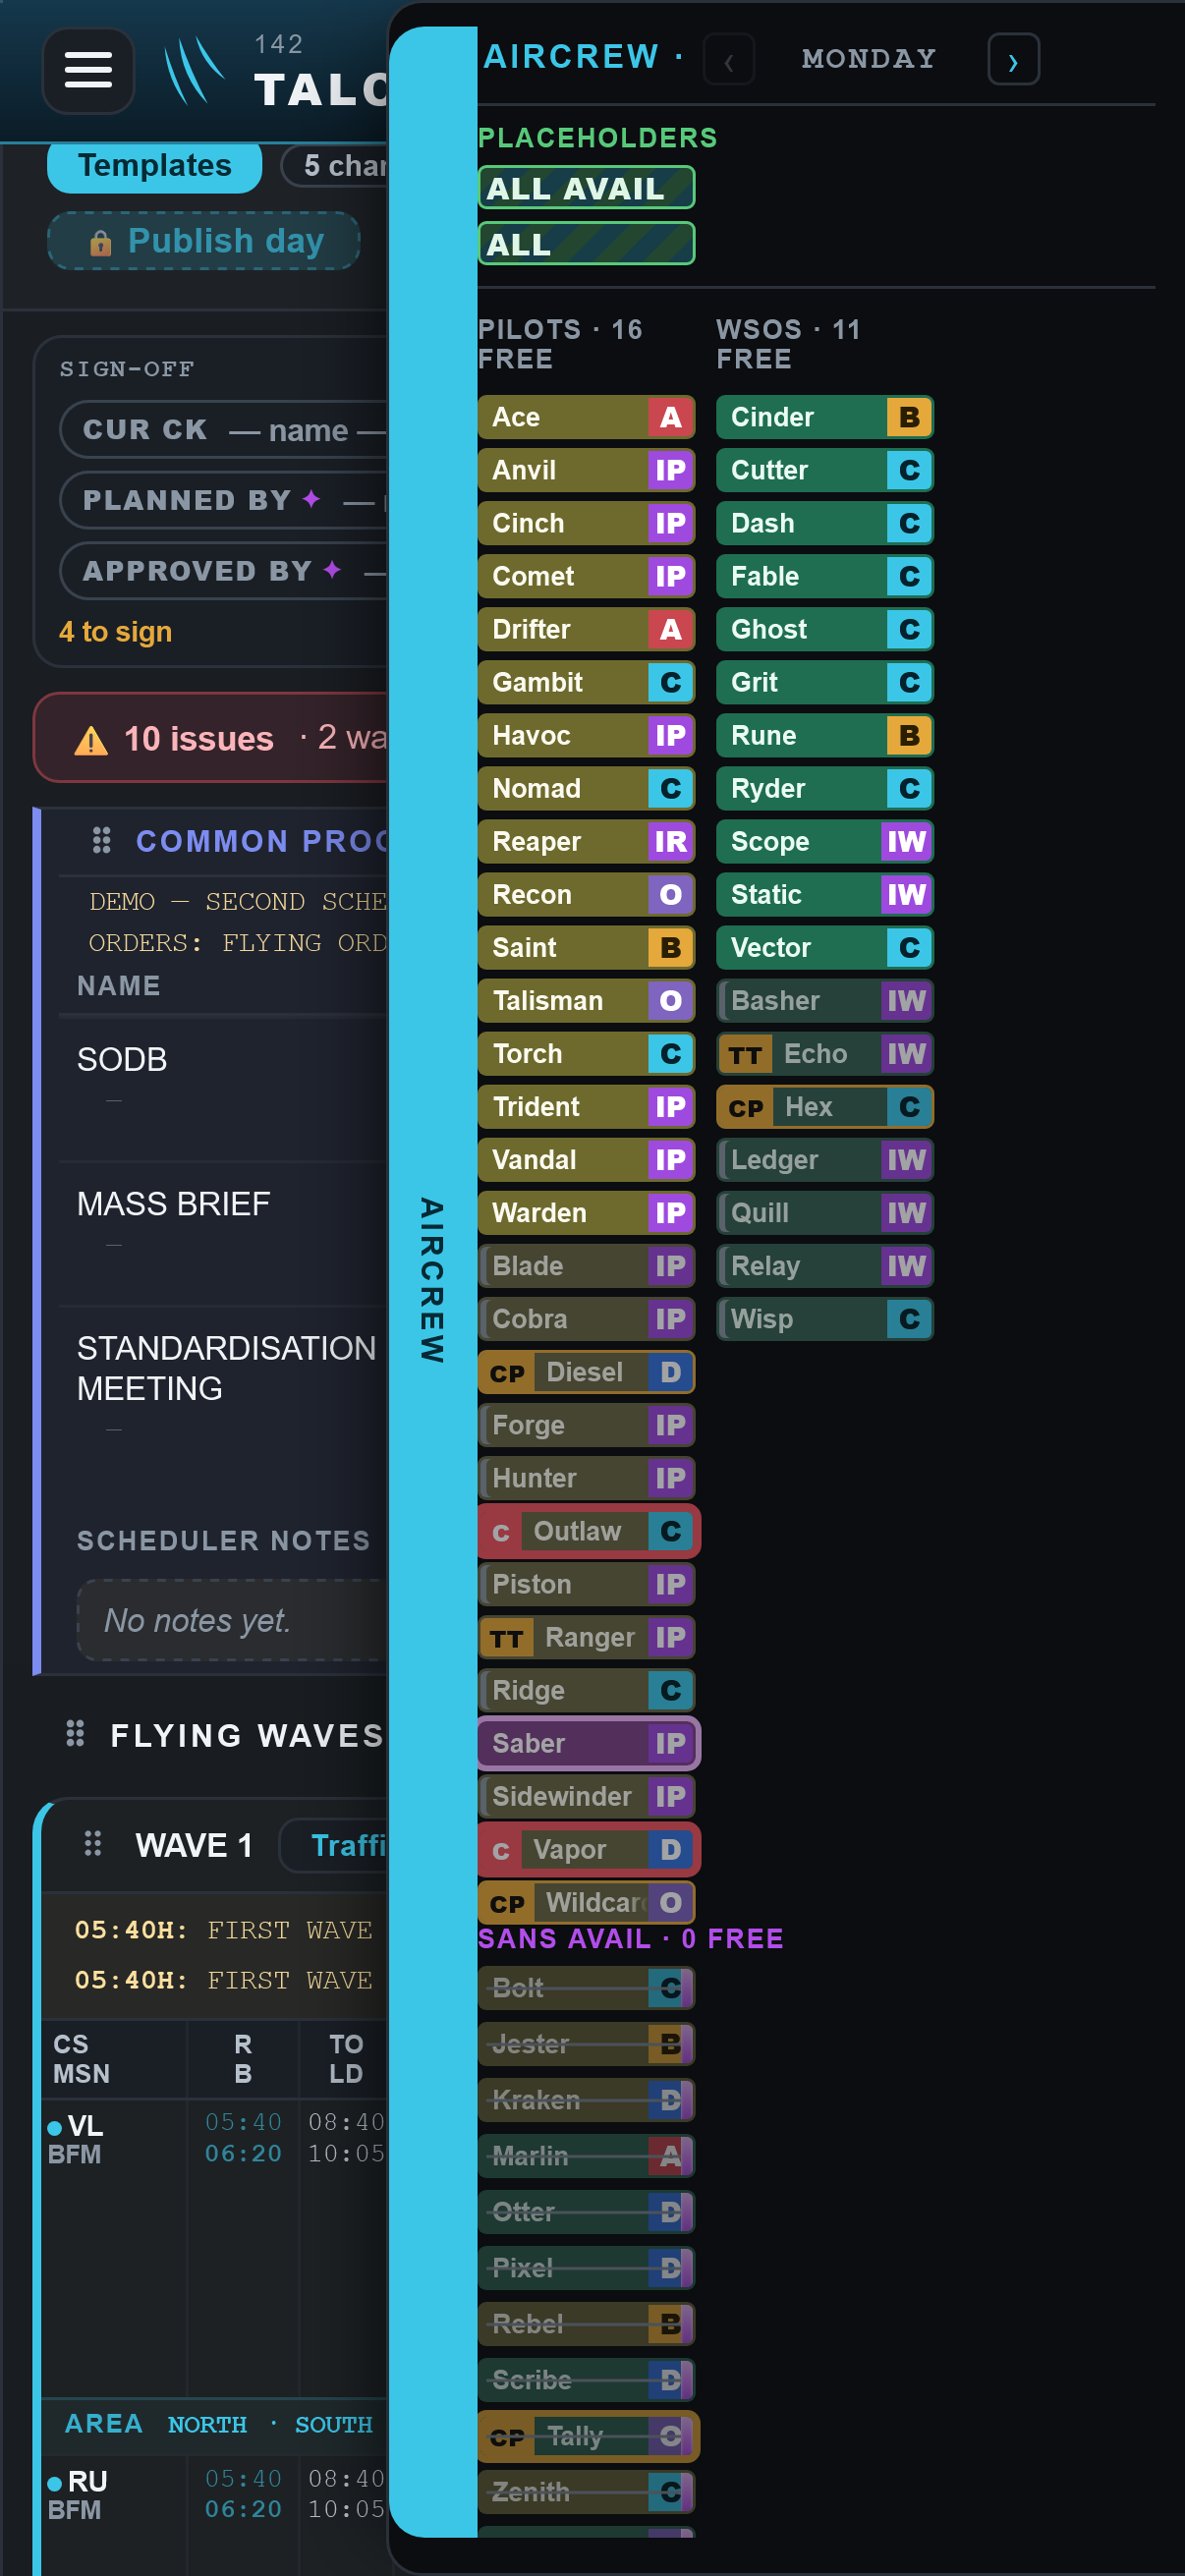 142
TALO
Templates
5 char
Publish day
SIGN-OFF
CUR CK — name —
PLANNED BY —
APPROVED BY —
4 to sign
10 issues · 2 wa
COMMON PROG
DEMO — SECOND SCHE
ORDERS: FLYING ORD
NAME
SODB
—
MASS BRIEF
—
STANDARDISATION
MEETING
—
SCHEDULER NOTES
No notes yet.
FLYING WAVES
WAVE 1 Traffi
05:40H: FIRST WAVE
05:40H: FIRST WAVE
CS R TO
MSN B LD
VL 05:40 08:40
BFM 06:20 10:05
AREA NORTH · SOUTH
RU 05:40 08:40
BFM 06:20 10:05
AIRCREW
AIRCREW · ‹ MONDAY ›
PLACEHOLDERS
ALL AVAIL
ALL
PILOTS · 16
FREE
Ace A
Anvil IP
Cinch IP
Comet IP
Drifter A
Gambit C
Havoc IP
Nomad C
Reaper IR
Recon O
Saint B
Talisman O
Torch C
Trident IP
Vandal IP
Warden IP
Blade IP
Cobra IP
CP Diesel D
Forge IP
Hunter IP
C Outlaw C
Piston IP
TT Ranger IP
Ridge C
Saber IP
Sidewinder IP
C Vapor D
CP Wildcard O
WSOS · 11
FREE
Cinder B
Cutter C
Dash C
Fable C
Ghost C
Grit C
Rune B
Ryder C
Scope IW
Static IW
Vector C
Basher IW
TT Echo IW
CP Hex C
Ledger IW
Quill IW
Relay IW
Wisp C
SANS AVAIL · 0 FREE
Bolt C
Jester B
Kraken D
Marlin A
Otter D
Pixel D
Rebel B
Scribe D
CP Tally O
Zenith C